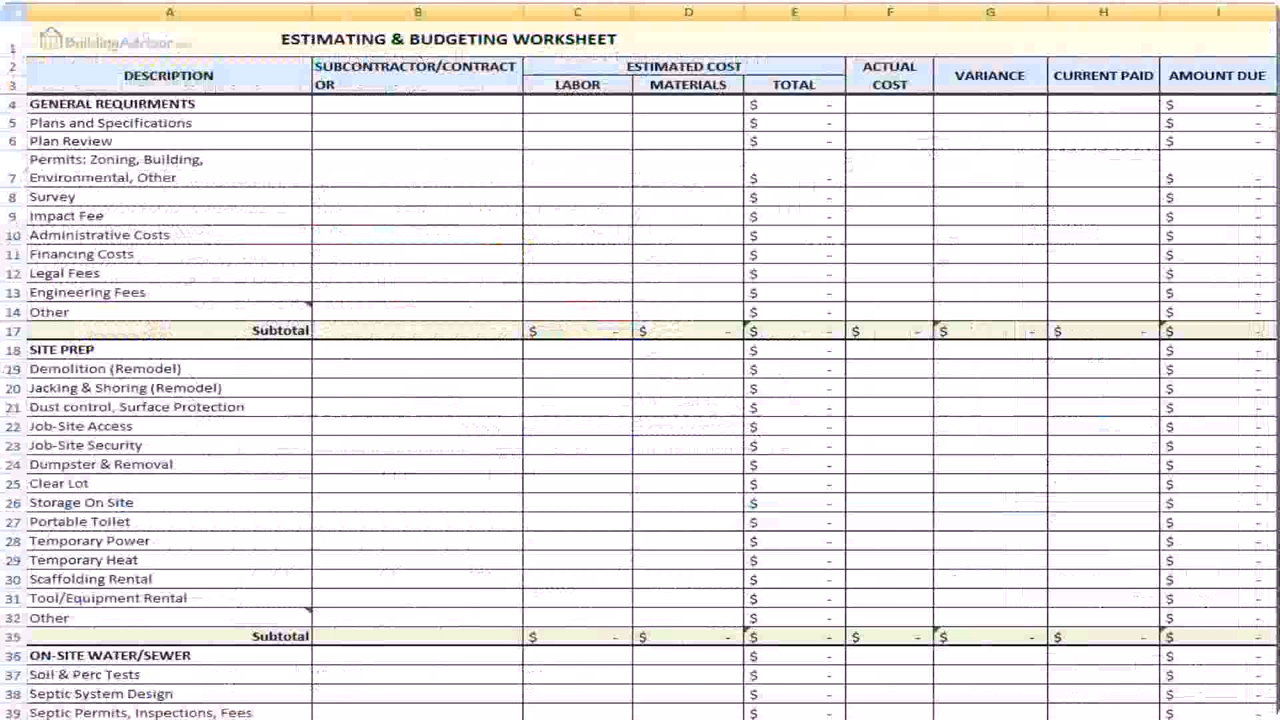 A B C D E F G H I
1 BuildingAdvisor ESTIMATING & BUDGETING WORKSHEET
2 DESCRIPTION SUBCONTRACTOR/CONTRACT ESTIMATED COST ACTUAL VARIANCE CURRENT PAID AMOUNT DUE
3 OR LABOR MATERIALS TOTAL COST
4 GENERAL REQUIRMENTS $ - $ -
5 Plans and Specifications $ - $ -
6 Plan Review $ - $ -
Permits: Zoning, Building,
7 Environmental, Other $ - $ -
8 Survey $ - $ -
9 Impact Fee $ - $ -
10 Administrative Costs $ - $ -
11 Financing Costs $ - $ -
12 Legal Fees $ - $ -
13 Engineering Fees $ - $ -
14 Other $ - $ -
17 Subtotal $ - $ - $ - $ - $ - $ - $ -
18 SITE PREP $ - $ -
19 Demolition (Remodel) $ - $ -
20 Jacking & Shoring (Remodel) $ - $ -
21 Dust control, Surface Protection $ - $ -
22 Job-Site Access $ - $ -
23 Job-Site Security $ - $ -
24 Dumpster & Removal $ - $ -
25 Clear Lot $ - $ -
26 Storage On Site $ - $ -
27 Portable Toilet $ - $ -
28 Temporary Power $ - $ -
29 Temporary Heat $ - $ -
30 Scaffolding Rental $ - $ -
31 Tool/Equipment Rental $ - $ -
32 Other $ - $ -
35 Subtotal $ - $ - $ - $ - $ - $ - $ -
36 ON-SITE WATER/SEWER $ - $ -
37 Soil & Perc Tests $ - $ -
38 Septic System Design $ - $ -
39 Septic Permits, Inspections, Fees $ - $ -